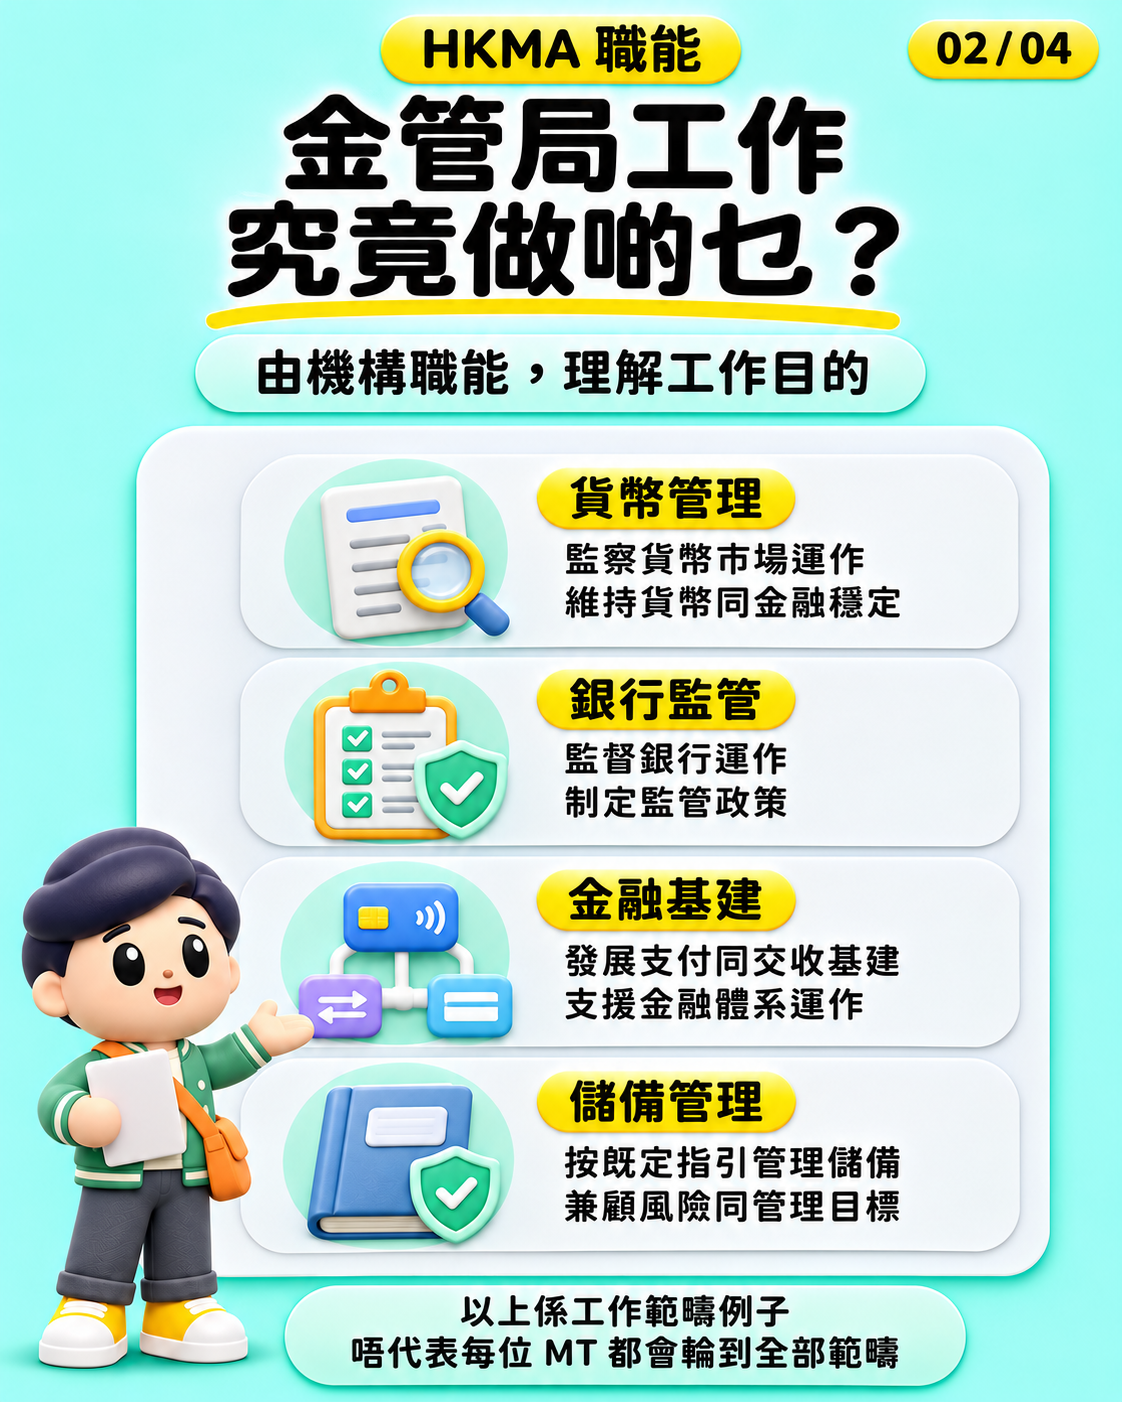 HKMA 職能
02/04
金管局工作
究竟做啲乜？
由機構職能，理解工作目的
貨幣管理
監察貨幣市場運作
維持貨幣同金融穩定
銀行監管
監督銀行運作
制定監管政策
金融基建
發展支付同交收基建
支援金融體系運作
儲備管理
按既定指引管理儲備
兼顧風險同管理目標
以上係工作範疇例子
唔代表每位 MT 都會輪到全部範疇